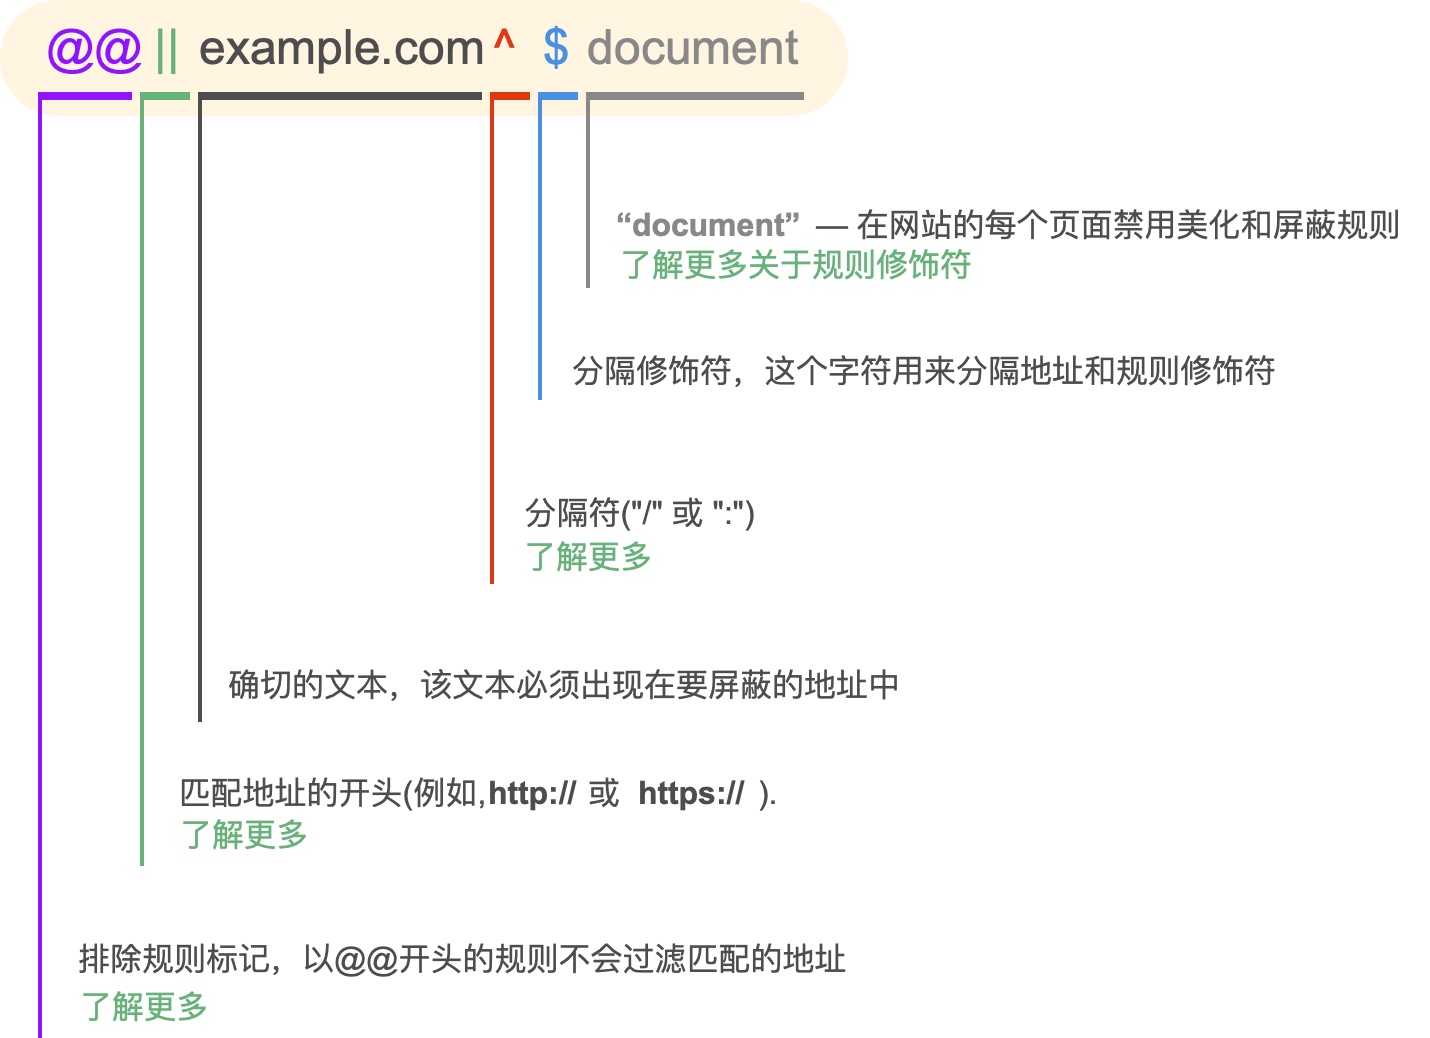 @@|| example.com^ $ document
“document” — 在网站的每个页面禁用美化和屏蔽规则
了解更多关于规则修饰符
分隔修饰符，这个字符用来分隔地址和规则修饰符
分隔符("/" 或 ":")
了解更多
确切的文本，该文本必须出现在要屏蔽的地址中
匹配地址的开头(例如,http:// 或 https:// ).
了解更多
排除规则标记，以@@开头的规则不会过滤匹配的地址
了解更多